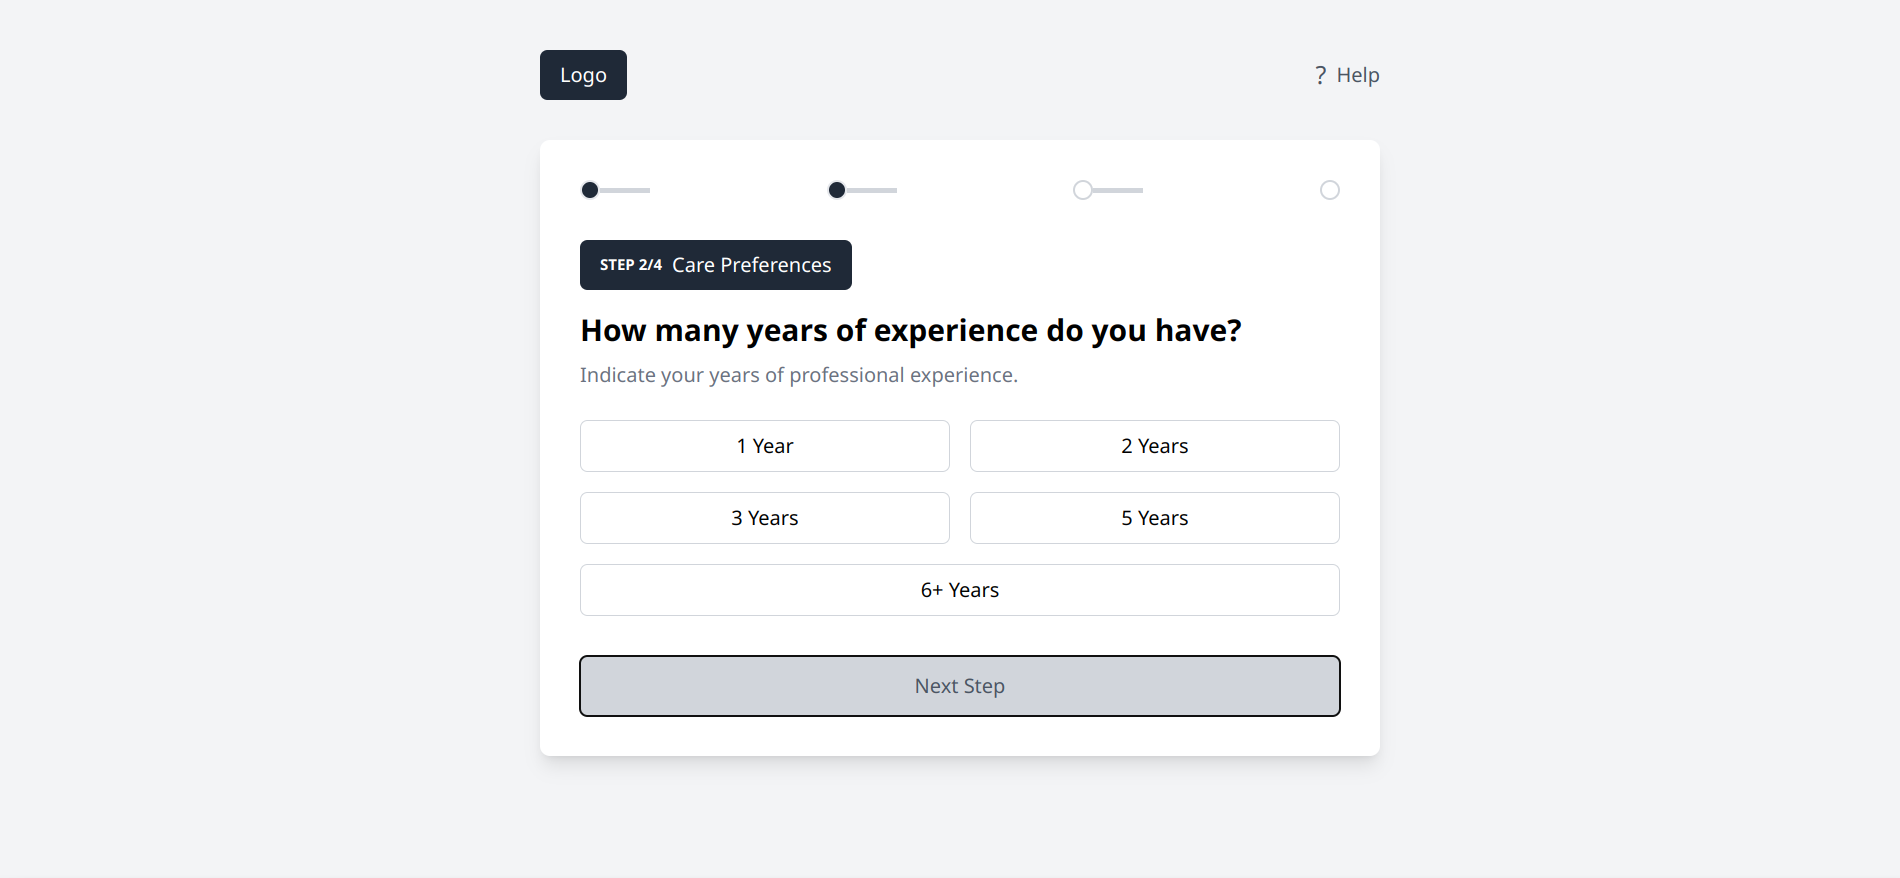 Logo
? Help
STEP 2/4 Care Preferences
How many years of experience do you have?
Indicate your years of professional experience.
1 Year
2 Years
3 Years
5 Years
6+ Years
Next Step